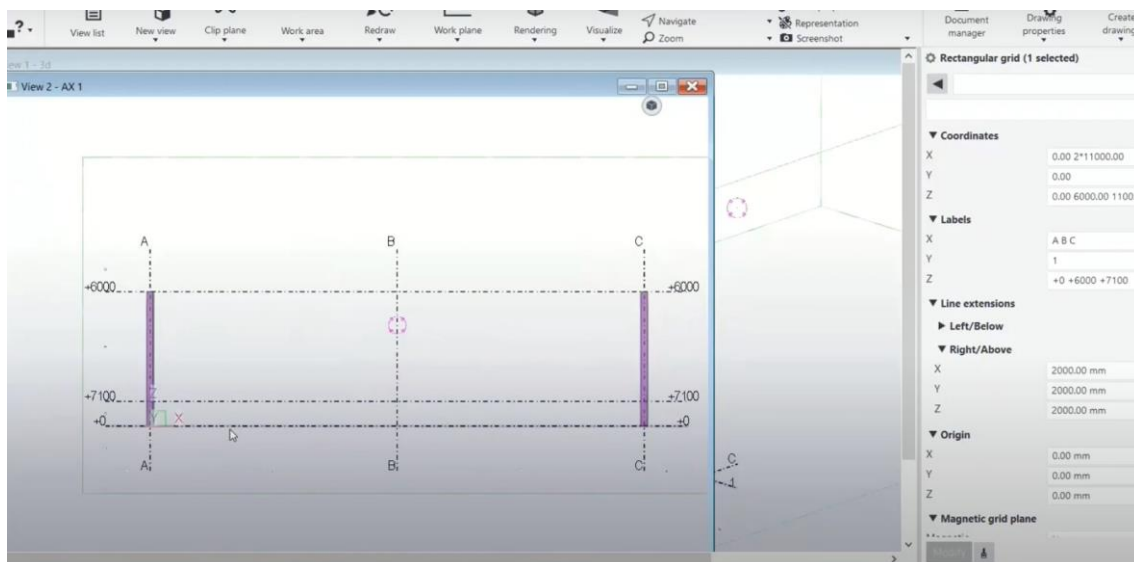 View list
New view
Clip plane
Work area
Redraw
Work plane
Rendering
Visualize
Navigate
Zoom
Representation
Screenshot
Document manager
Drawing properties
Create drawing
View 2 - AX 1
A
B
C
+6000
+6000
+7100
+7100
+0
+0
Z
X
A
B
C
C
1
Rectangular grid (1 selected)
Coordinates
X 0.00 2*11000.00
Y 0.00
Z 0.00 6000.00 1100
Labels
X A B C
Y 1
Z +0 +6000 +7100
Line extensions
Left/Below
Right/Above
X 2000.00 mm
Y 2000.00 mm
Z 2000.00 mm
Origin
X 0.00 mm
Y 0.00 mm
Z 0.00 mm
Magnetic grid plane
Modify